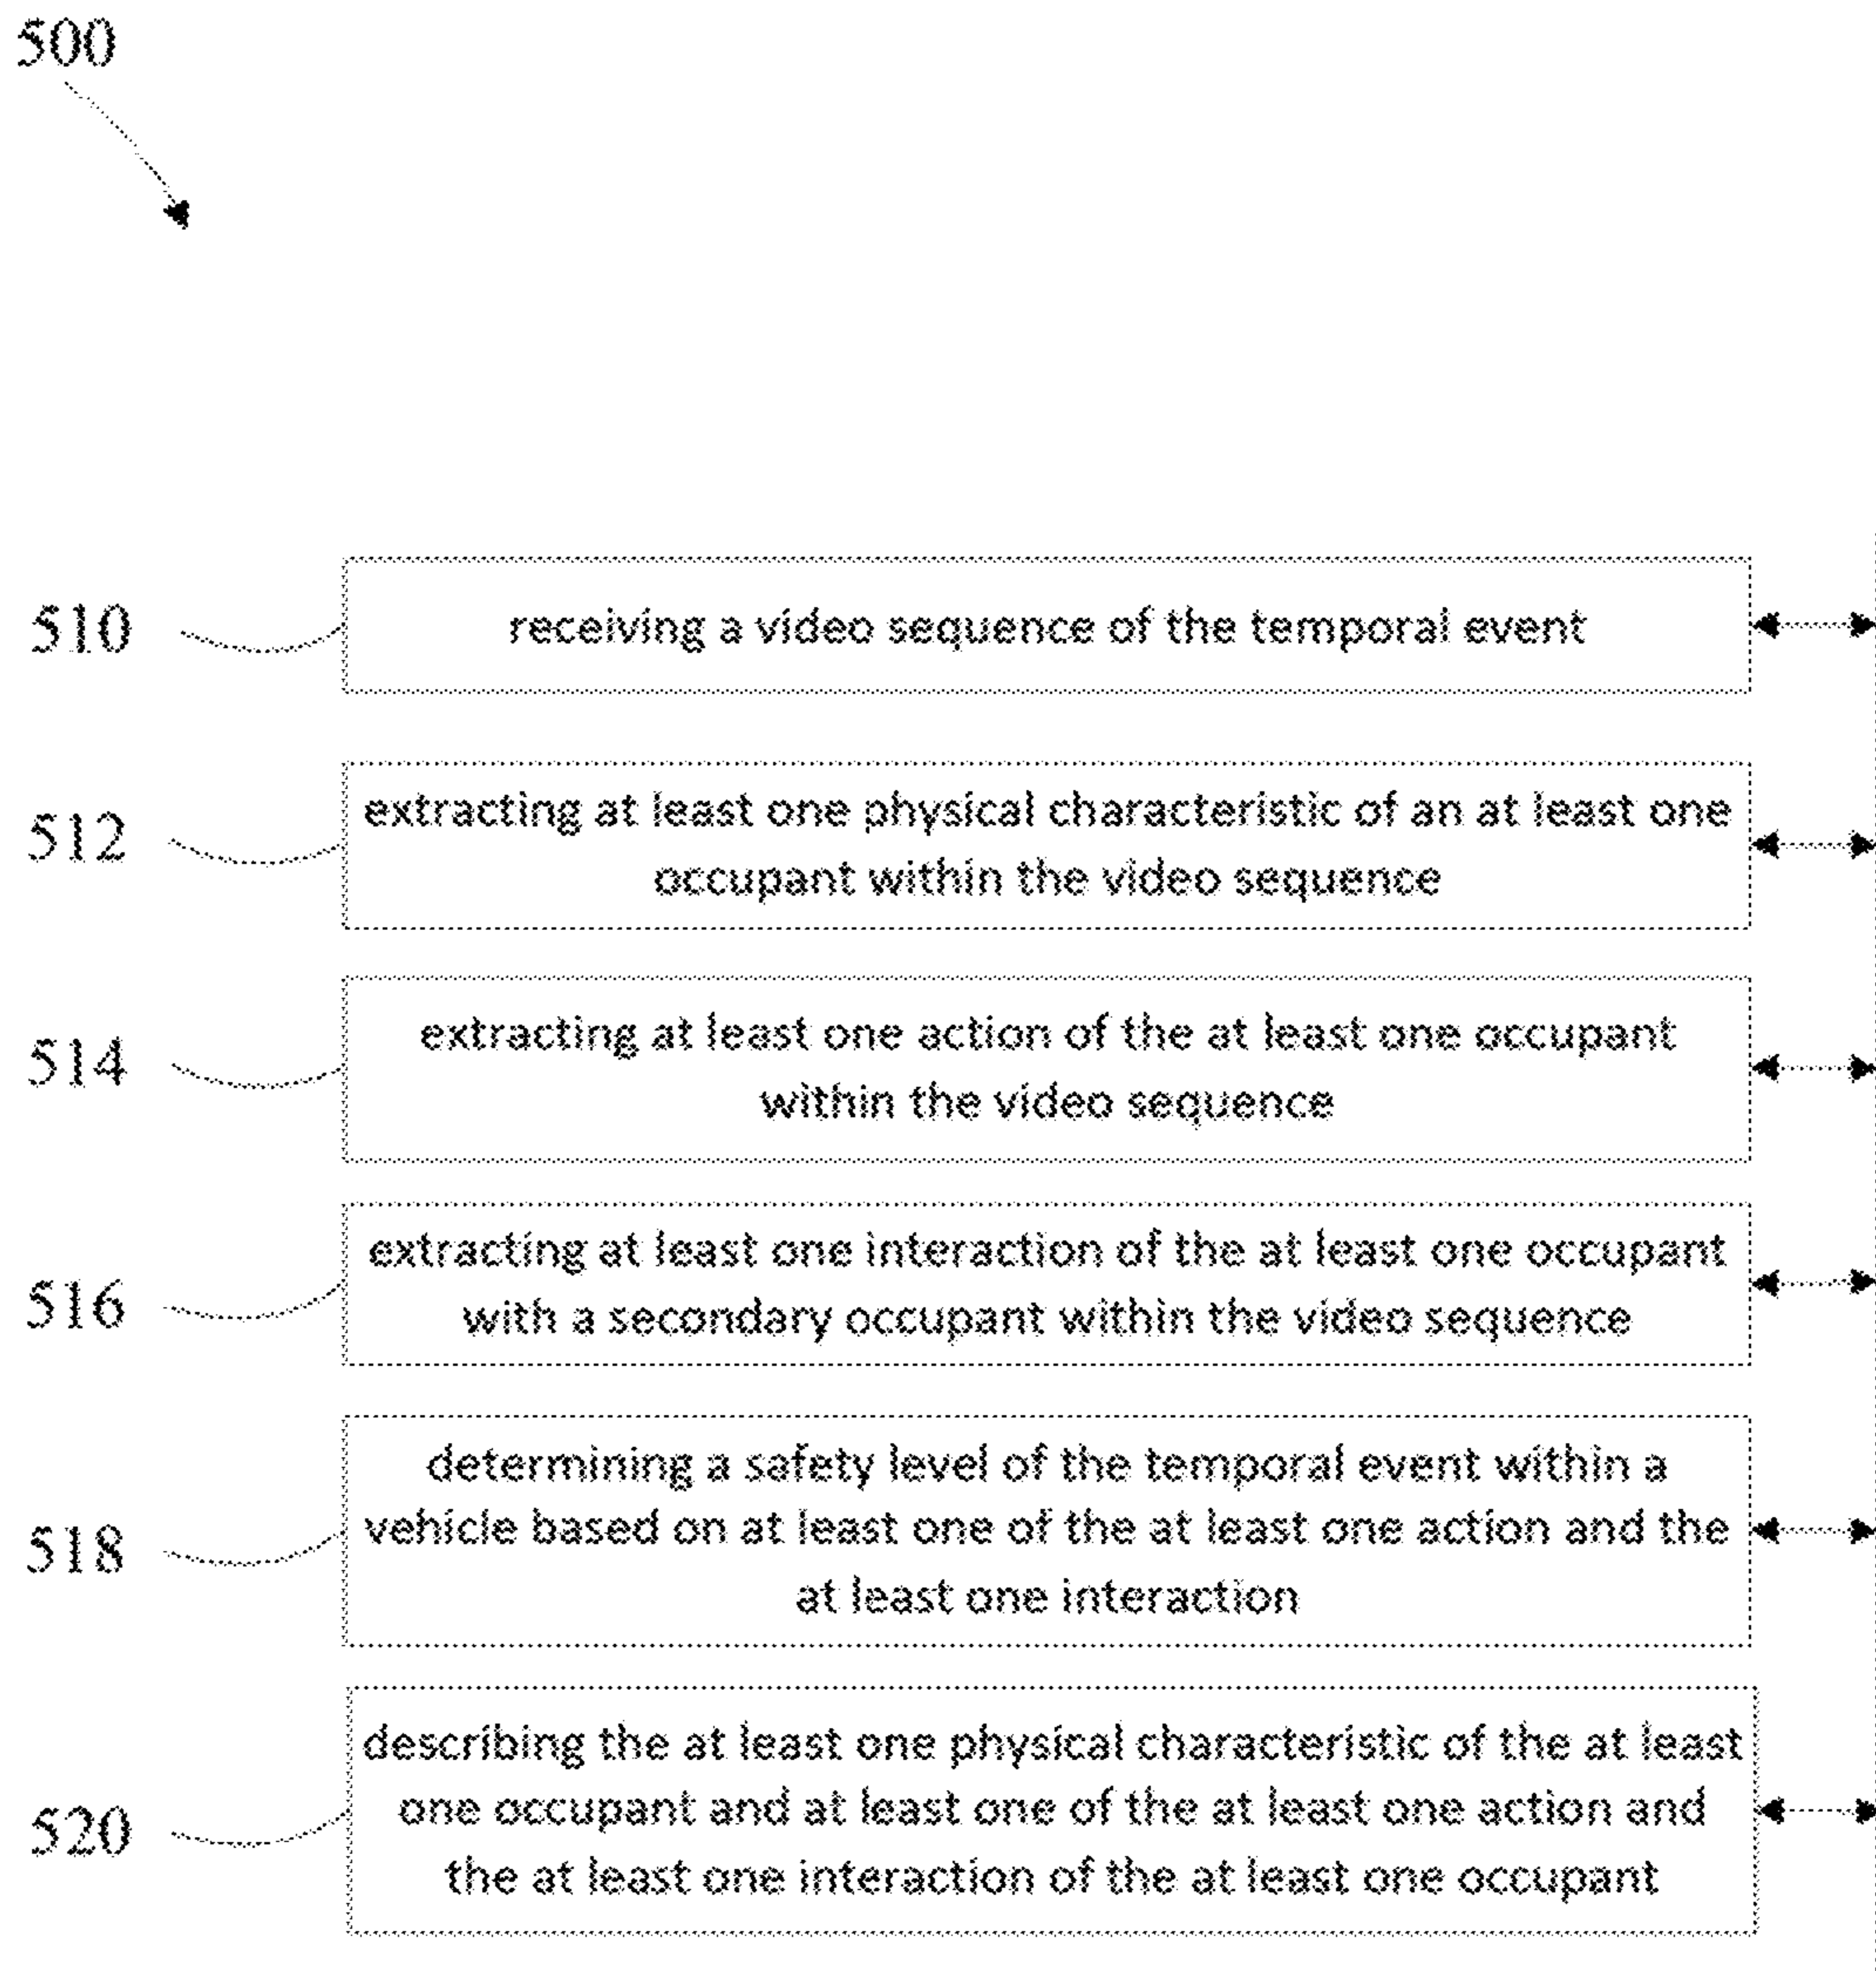 500
510
receiving a video sequence of the temporal event
512
extracting at least one physical characteristic of an at least one
occupant within the video sequence
514
extracting at least one action of the at least one occupant
within the video sequence
516
extracting at least one interaction of the at least one occupant
with a secondary occupant within the video sequence
518
determining a safety level of the temporal event within a
vehicle based on at least one of the at least one action and the
at least one interaction
520
describing the at least one physical characteristic of the at least
one occupant and at least one of the at least one action and
the at least one interaction of the at least one occupant